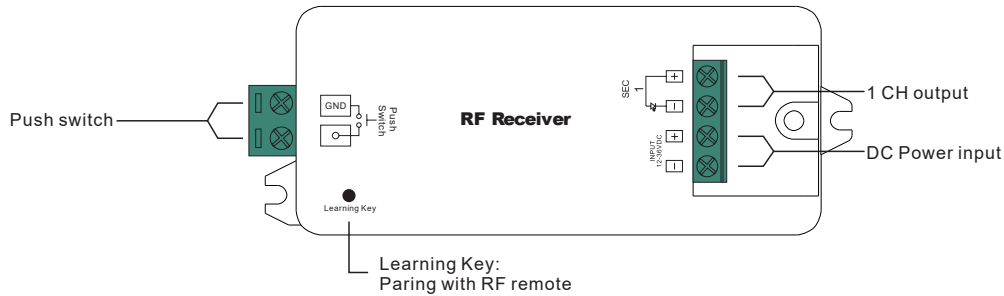 Push switch
GND
Push
Switch
Learning Key
Learning Key:
Paring with RF remote
RF Receiver
SEC
1
+
−
INPUT
12-36VDC
+
−
1 CH output
DC Power input